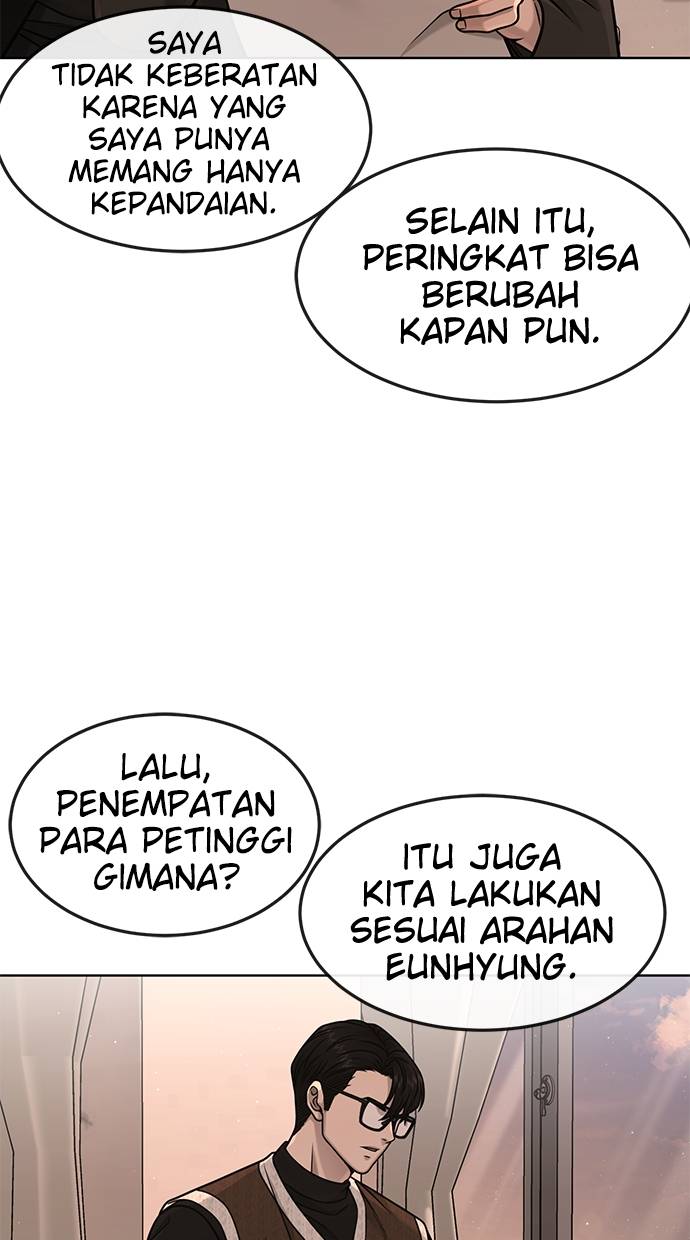 SAYA
TIDAK KEBERATAN
KARENA YANG
SAYA PUNYA
MEMANG HANYA
KEPANDAIAN.
SELAIN ITU,
PERINGKAT BISA
BERUBAH
KAPAN PUN.
LALU,
PENEMPATAN
PARA PETINGGI
GIMANA?
ITU JUGA
KITA LAKUKAN
SESUAI ARAHAN
EUNHYUNG.